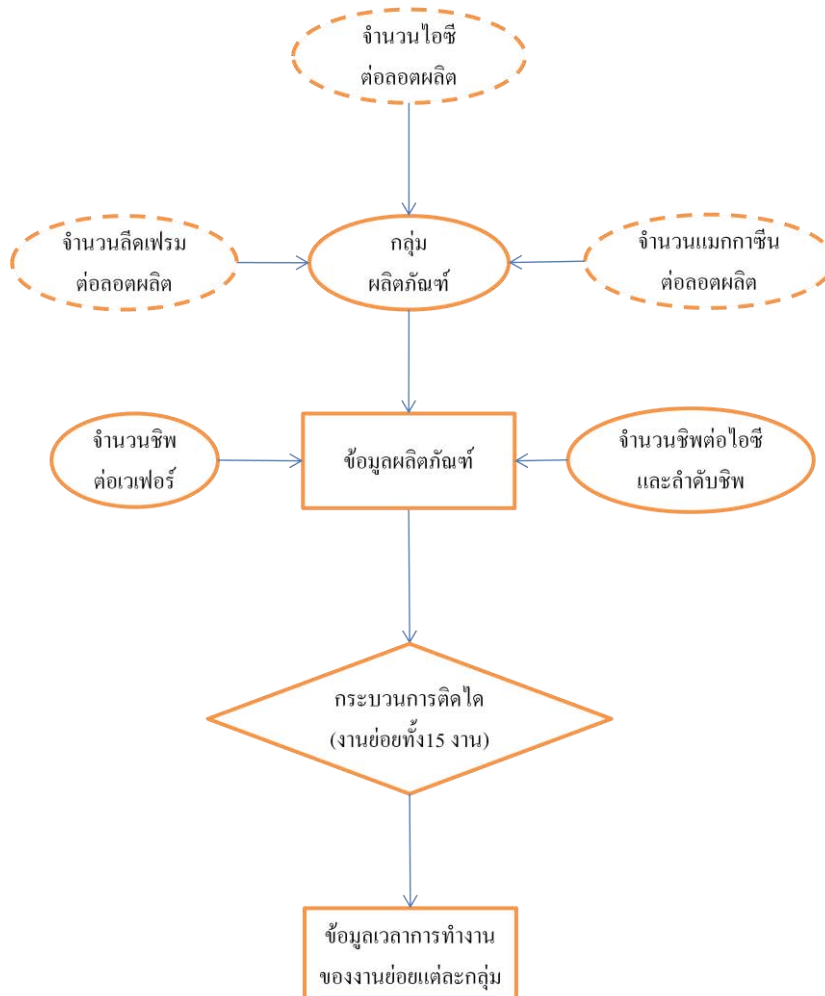 จำนวนไอซี
ต่อลอตผลิต
จำนวนลีดเฟรม
ต่อลอตผลิต
กลุ่ม
ผลิตภัณฑ์
จำนวนแมกกาซีน
ต่อลอตผลิต
จำนวนชิพ
ต่อเวเฟอร์
ข้อมูลผลิตภัณฑ์
จำนวนชิพต่อไอซี
และลำดับชิพ
กระบวนการติดได
(งานย่อยทั้ง15 งาน)
ข้อมูลเวลาการทำงาน
ของงานย่อยแต่ละกลุ่ม